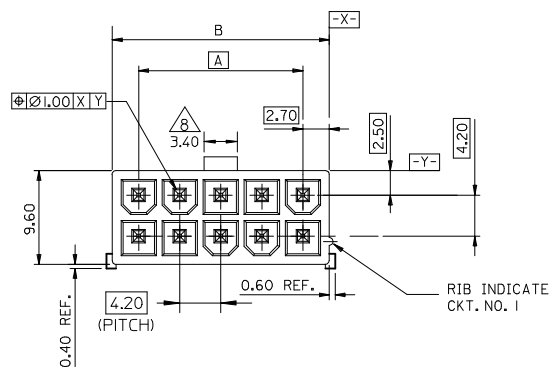 -X-
B
A
⌖ Ø1.00 X Y
8
3.40
2.70
2.50
4.20
-Y-
9.60
0.60 REF.
4.20
(PITCH)
0.40 REF.
RIB INDICATE
CKT. NO. 1